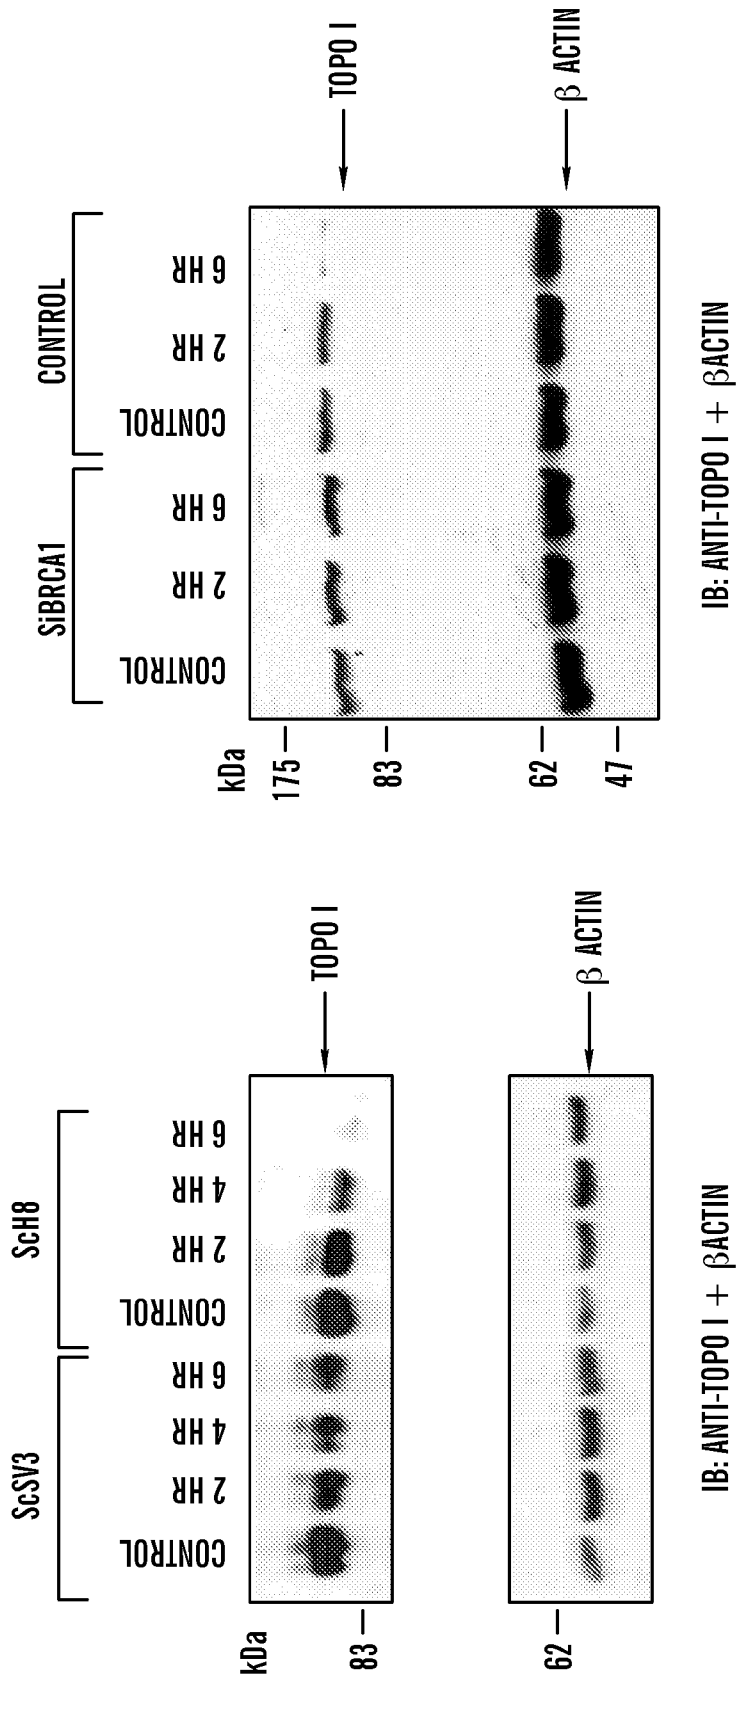 ScSV3 ScH8
CONTROL 2 HR 4 HR 6 HR CONTROL 2 HR 4 HR 6 HR
kDa
83
TOPO I
62
β ACTIN
IB: ANTI-TOPO I + βACTIN
SiBRCA1 CONTROL
CONTROL 2 HR 6 HR CONTROL 2 HR 6 HR
kDa
175
TOPO I
83
62
β ACTIN
47
IB: ANTI-TOPO I + βACTIN